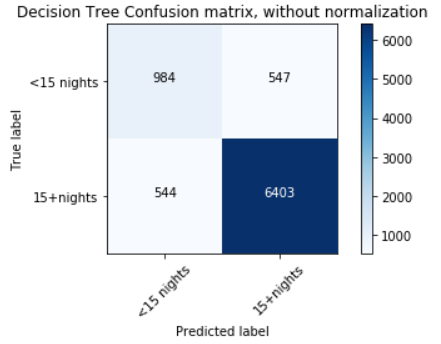 Decision Tree Confusion matrix, without normalization
<15 nights
984
547
15+nights
544
6403
True label
<15 nights
15+nights
Predicted label
6000
5000
4000
3000
2000
1000